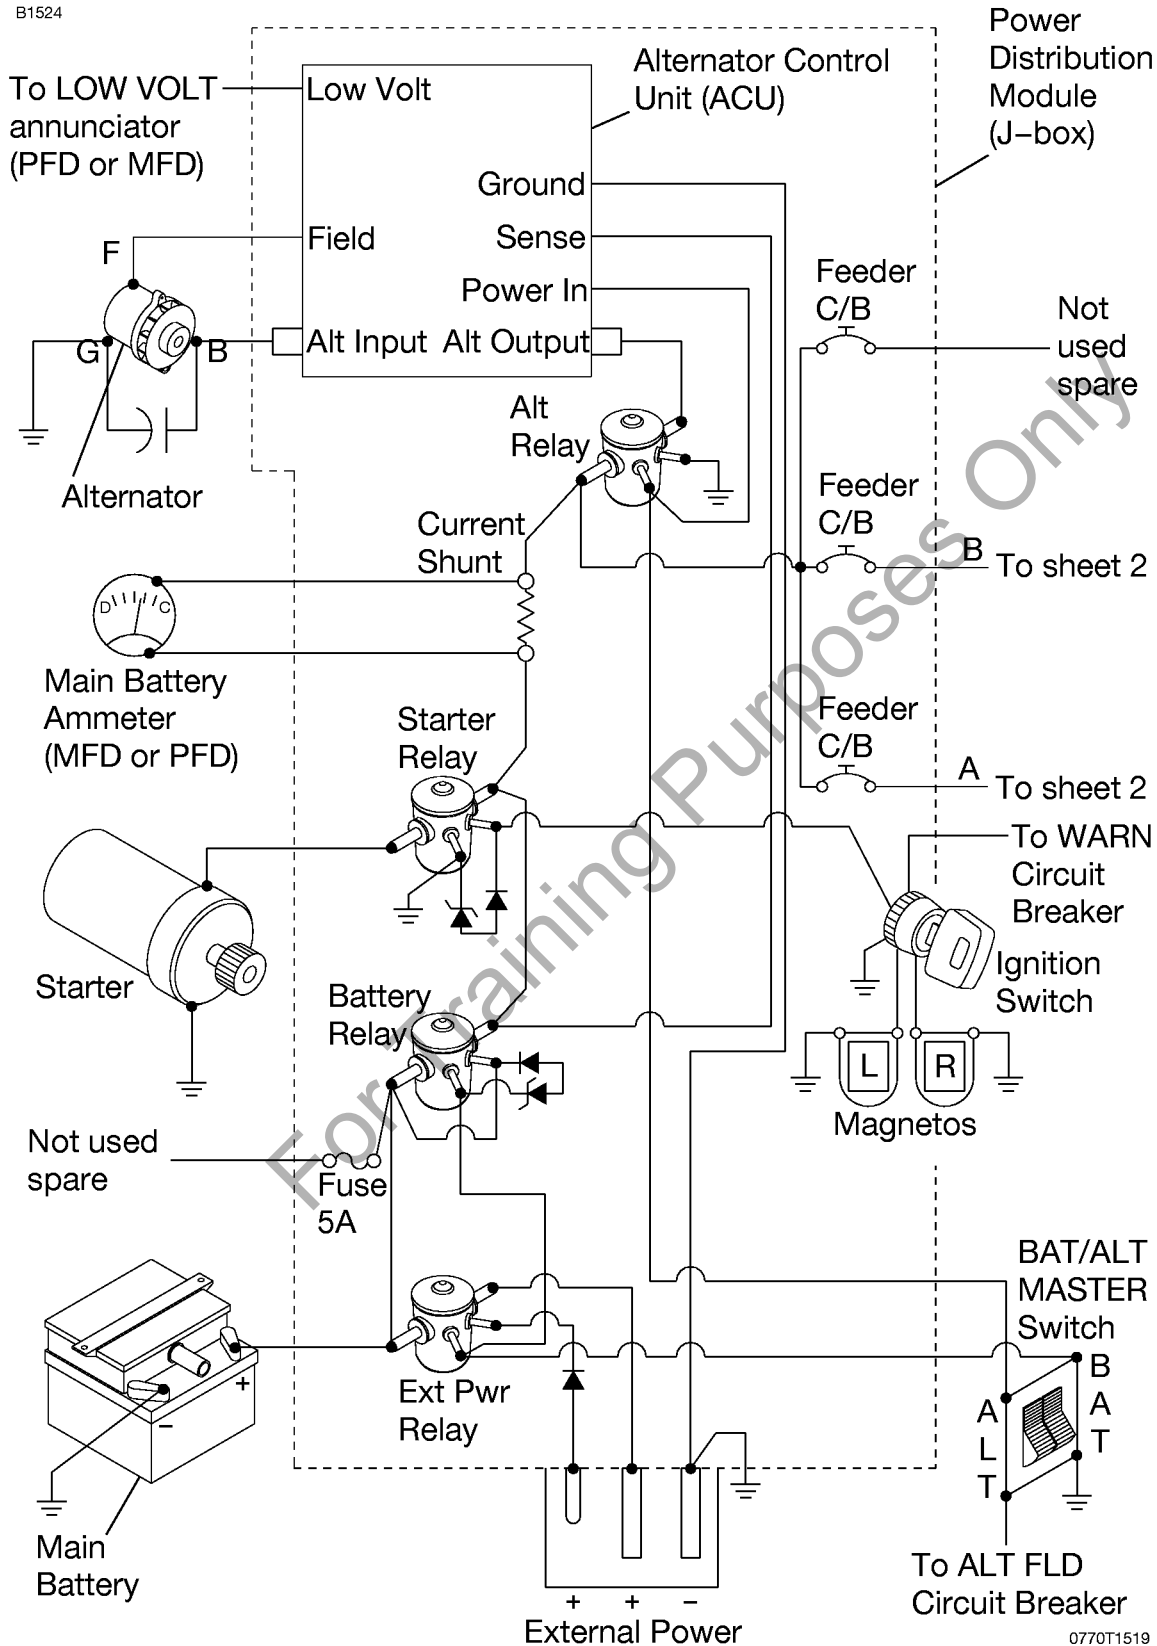 B1524
Power
Distribution
Module
(J–box)
Alternator Control
Unit (ACU)
To LOW VOLT
annunciator
(PFD or MFD)
Low Volt
Ground
Field
Sense
Power In
Alt Input
Alt Output
F
G
B
Alternator
Alt
Relay
Feeder
C/B
Not
used
spare
Feeder
C/B
B
To sheet 2
Current
Shunt
D
C
Main Battery
Ammeter
(MFD or PFD)
Feeder
C/B
A
To sheet 2
Starter
Relay
To WARN
Circuit
Breaker
Ignition
Switch
Starter
Battery
Relay
L
R
Magnetos
Not used
spare
Fuse
5A
BAT/ALT
MASTER
Switch
B
A
T
A
L
T
Ext Pwr
Relay
+
–
Main
Battery
To ALT FLD
Circuit Breaker
+
+
–
External Power
0770T1519
For Training Purposes Only